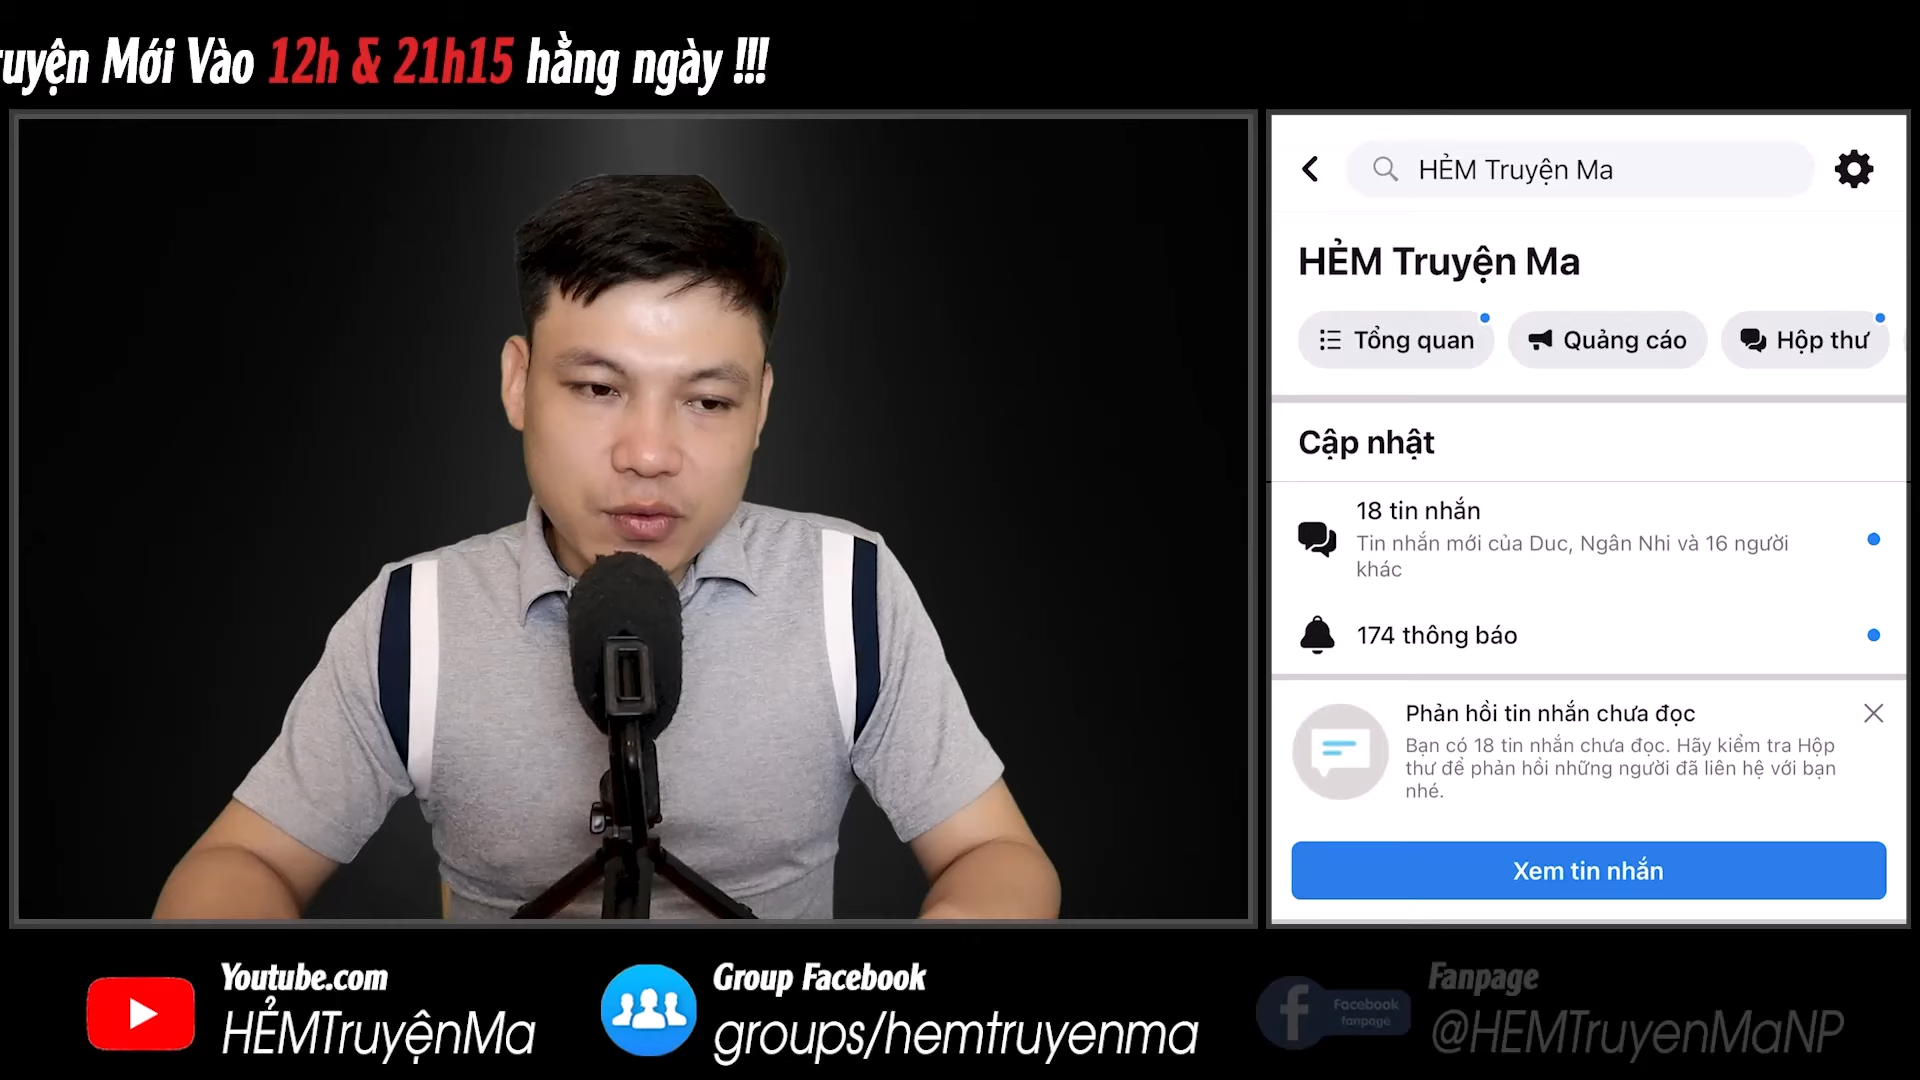 Mới Vào 12h & 21h15 hằng ngày !!!
HẺM Truyện Ma
HẺM Truyện Ma
Tổng quan
Quảng cáo
Hộp thư
Cập nhật
18 tin nhắn
Tin nhắn mới của Duc, Ngân Nhi và 16 người
khác
174 thông báo
Phản hồi tin nhắn chưa đọc
Bạn có 18 tin nhắn chưa đọc. Hãy kiểm tra Hộp
thư để phản hồi những người đã liên hệ với bạn
nhé.
Xem tin nhắn
Youtube.com
HẺMTruyệnMa
Group Facebook
groups/hemtruyenma
Facebook
fanpage
Fanpage
@HEMTruyenMaNP